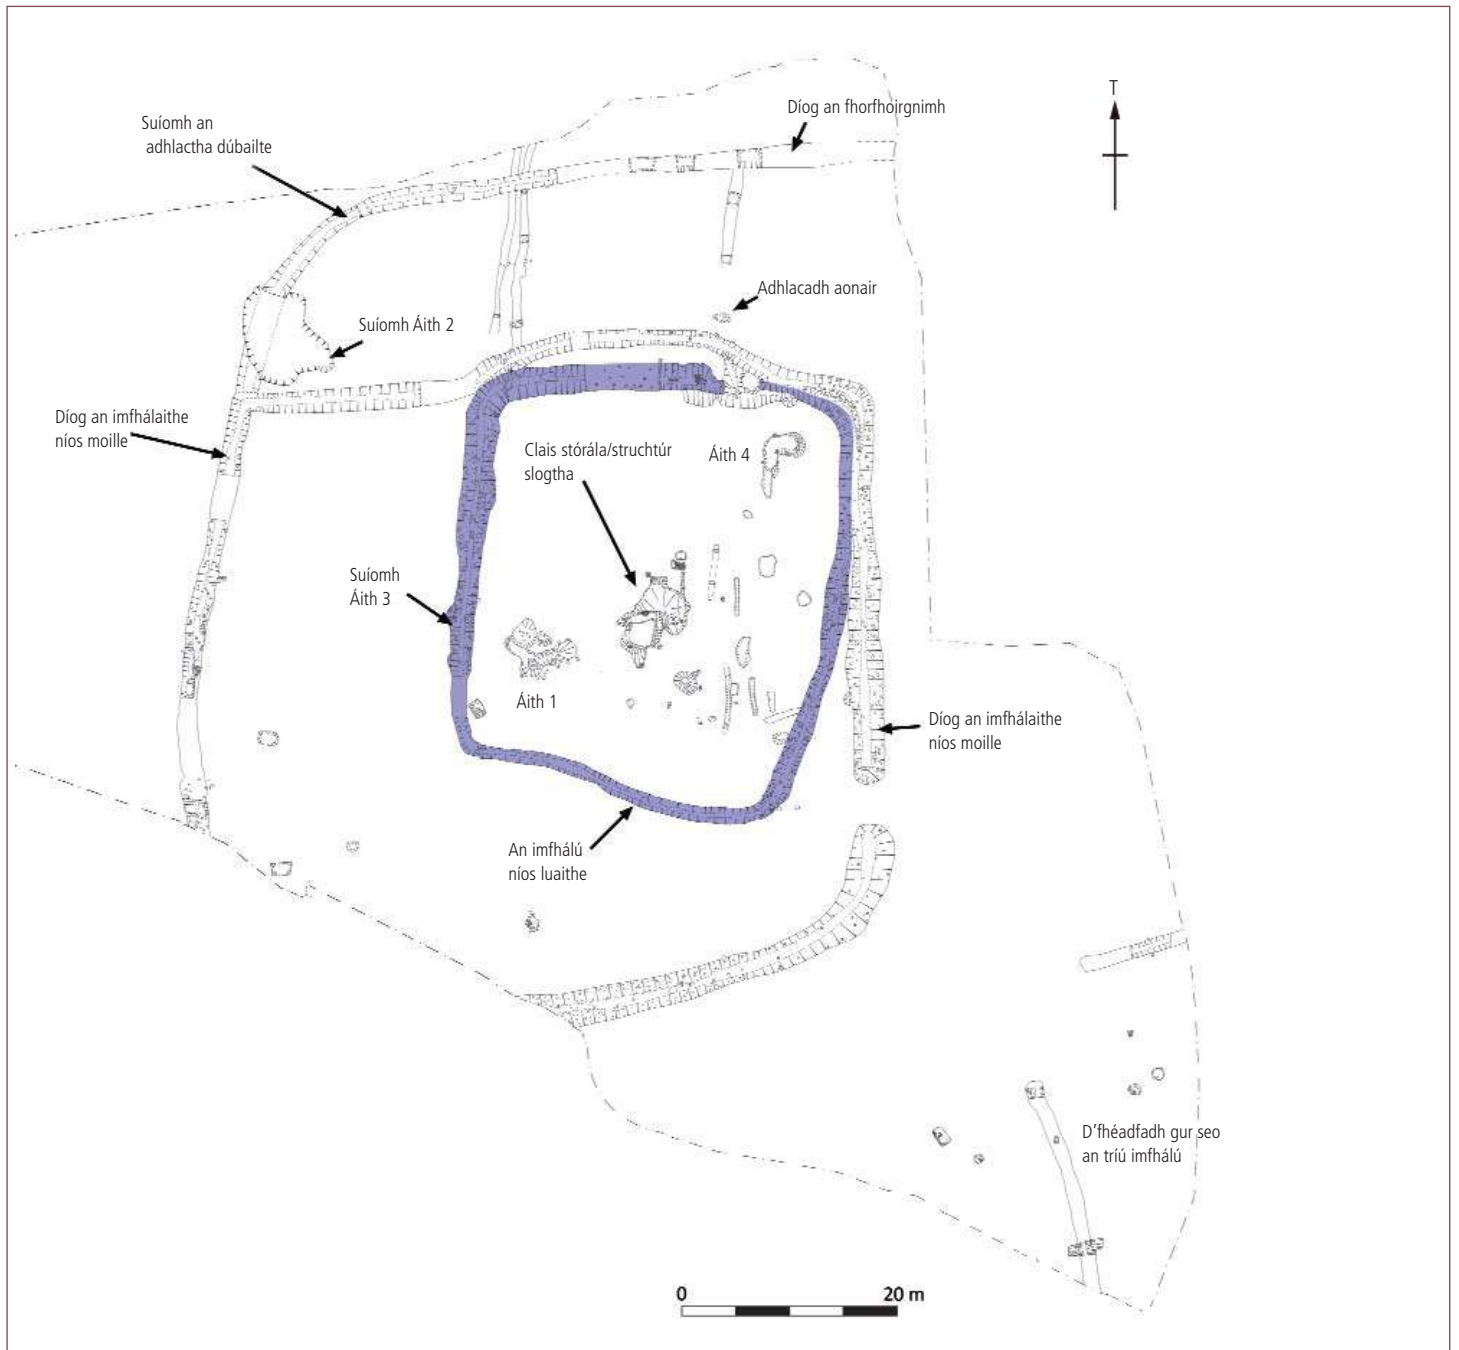 T
Díog an fhorfhoirgnimh
Suíomh an
adhlactha dúbailte
Adhlacadh aonair
Suíomh Áith 2
Díog an imfhálaithe
níos moille
Clais stórála/struchtúr
slogtha
Áith 4
Suíomh
Áith 3
Áith 1
Díog an imfhálaithe
níos moille
An imfhálú
níos luaithe
D'fhéadfadh gur seo
an tríú imfhálú
0 20 m